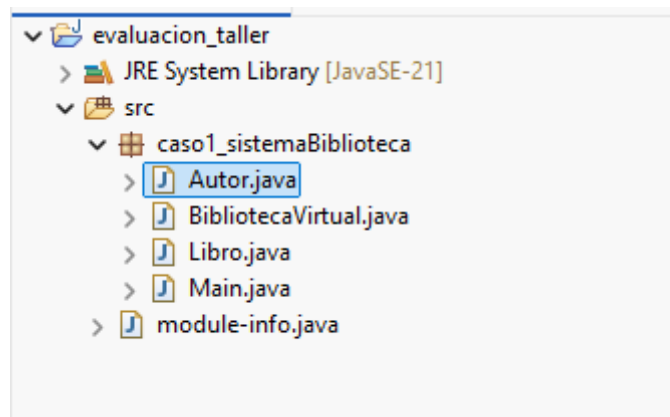 evaluacion_taller
JRE System Library [JavaSE-21]
src
caso1_sistemaBiblioteca
Autor.java
BibliotecaVirtual.java
Libro.java
Main.java
module-info.java